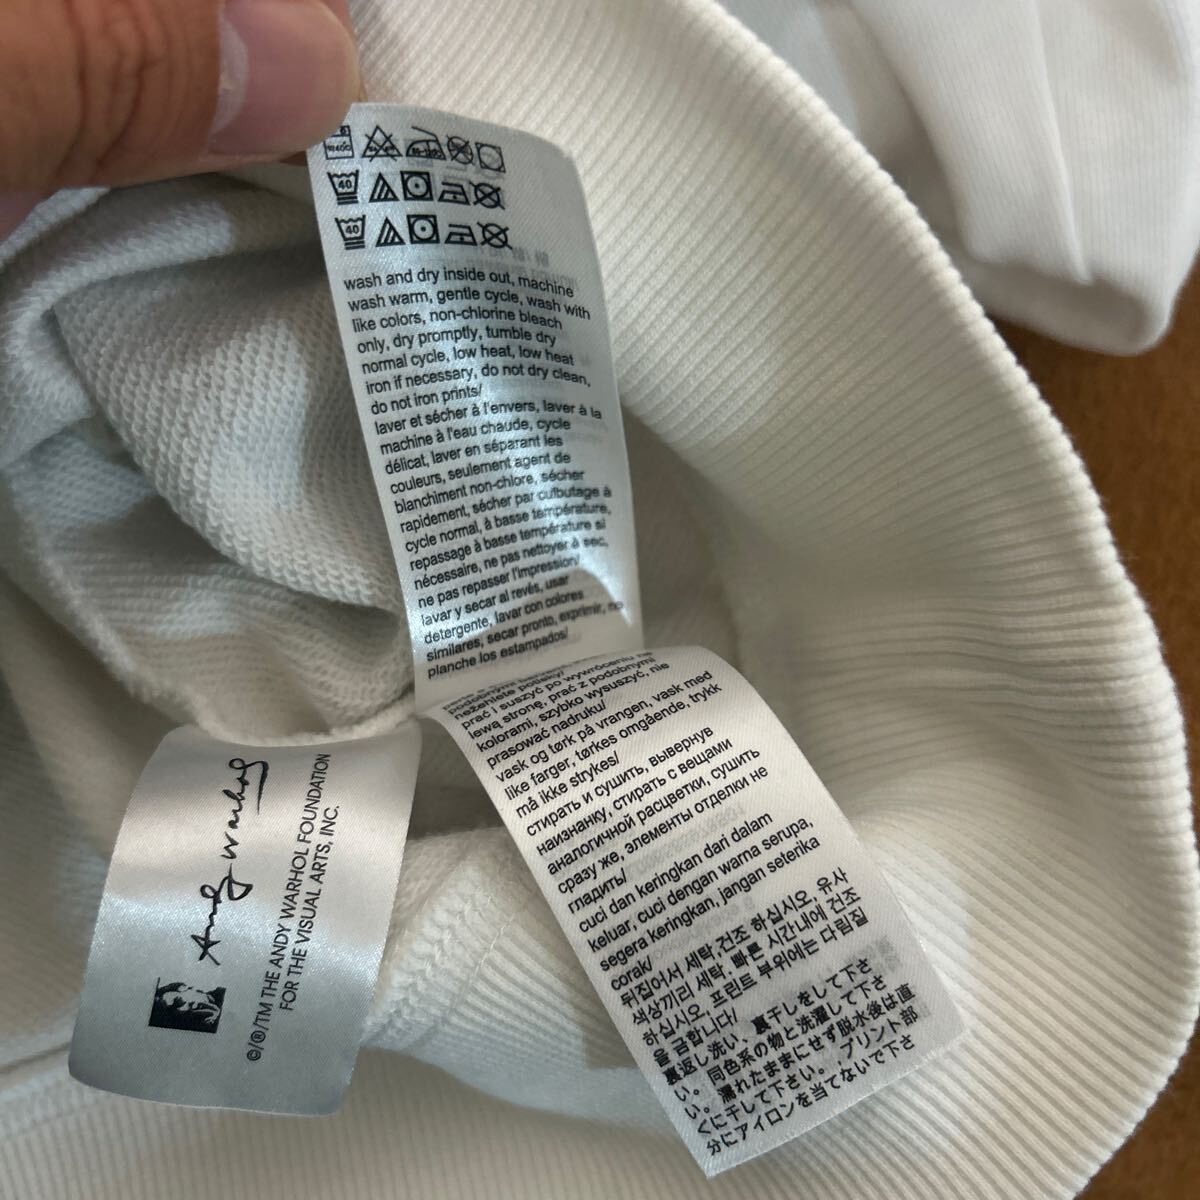 40
40
wash and dry inside out, machine
wash warm, gentle cycle, wash with
like colors, non-chlorine bleach
only, dry promptly, tumble dry
normal cycle, low heat, low heat
iron if necessary, do not dry clean,
do not iron prints/
laver et sécher à l'envers, laver à la
machine à l'eau chaude, cycle
délicat, laver en séparant les
couleurs, seulement agent de
blanchiment non-chlore, sécher
rapidement, sécher par culbutage à
cycle normal, à basse température,
repassage à basse température si
nécessaire, ne pas nettoyer à sec,
ne pas repasser l'impression/
lavar y secar al revés, usar
detergente, lavar con colores
similares, secar pronto, exprimir, no
planche los estampados/
prać i suszyć po wywróceniu na
lewą stronę, prać z podobnymi
kolorami, szybko wysuszyć, nie
prasować nadruku/
vask og tørk på vrangen, vask med
like farger, tørkes omgående, trykk
må ikke strykes/
стирать и сушить, вывернув
наизнанку, стирать с вещами
аналогичной расцветки, сушить
сразу же, элементы отделки не
гладить/
cuci dan keringkan dari dalam
keluar, cuci dengan warna serupa,
segera keringkan, jangan seterika
corak/
뒤집어서 세탁,건조 하십시오, 유사
색상끼리 세탁, 빠른 시간내에 건조
하십시오, 프린트 부위에는 다림질
을 금합니다/
裏返し洗い、裏干しをして下さ
い。同色系の物と洗濯して下さ
い。濡れたままにせず脱水後は直
ぐに干して下さい。, プリント部
分にアイロンを当てないで下さ
Andy Warhol
©/®/TM THE ANDY WARHOL FOUNDATION
FOR THE VISUAL ARTS, INC.